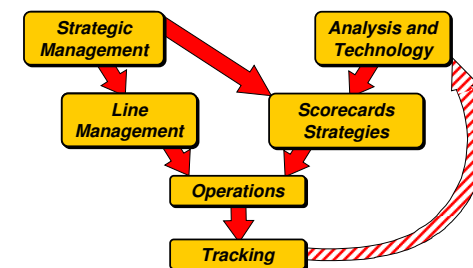 Strategic
Management
Analysis and
Technology
Line
Management
Scorecards
Strategies
Operations
Tracking